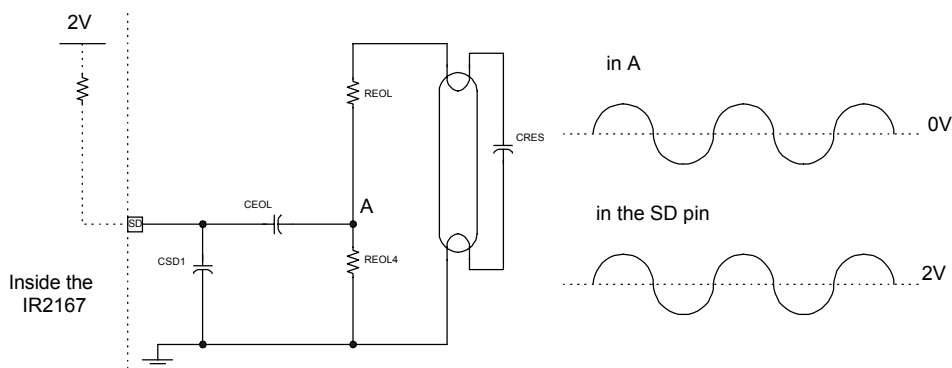 2V
REOL
CRES
CEOL
A
SD
CSD1
REOL4
Inside the
IR2167
in A
0V
in the SD pin
2V